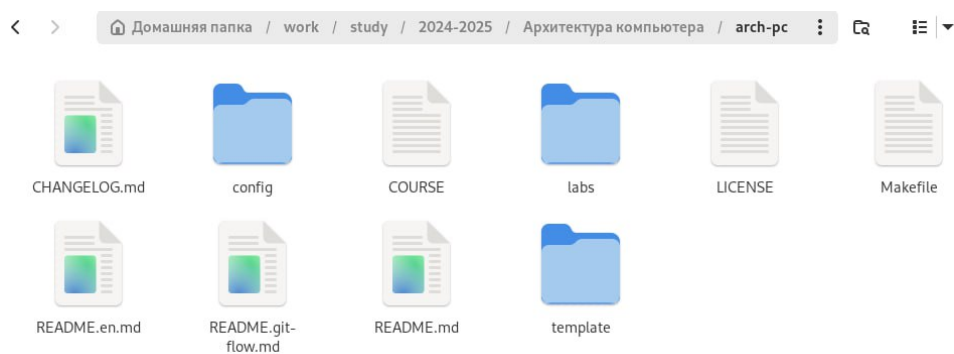 Домашняя папка / work / study / 2024-2025 / Архитектура компьютера / arch-pc
CHANGELOG.md config COURSE labs LICENSE Makefile
README.en.md README.git-flow.md README.md template